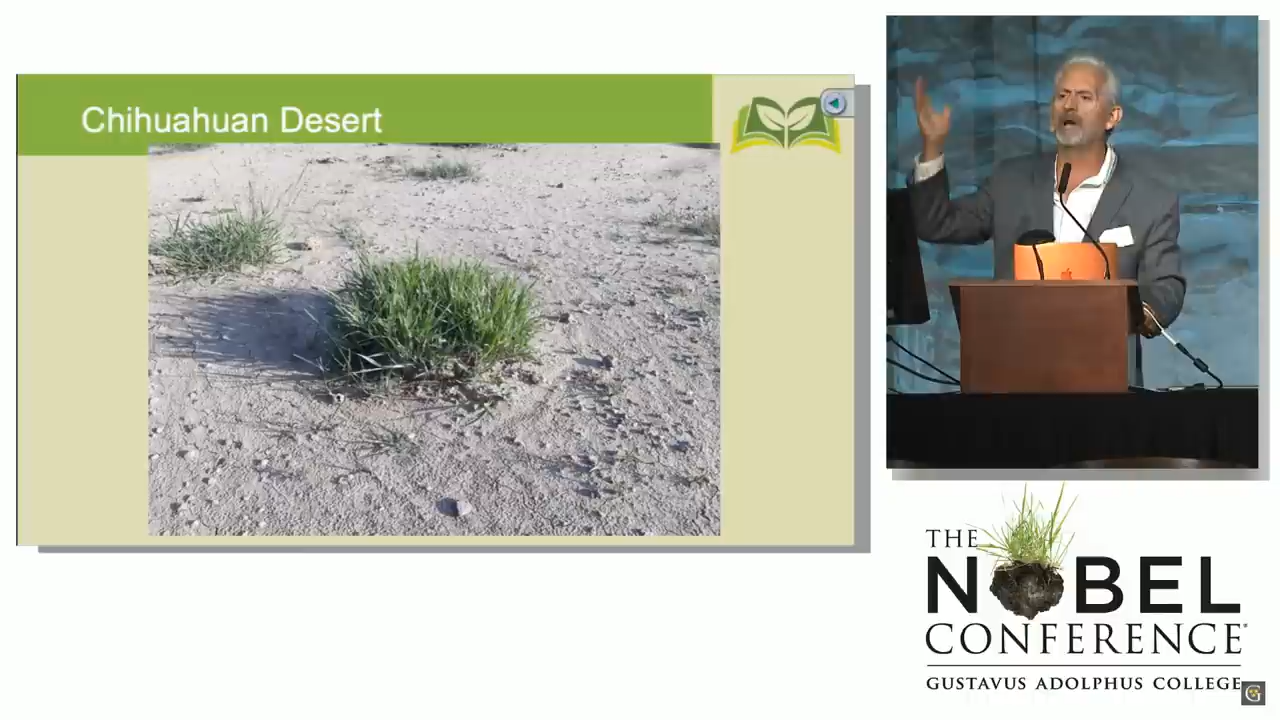 Chihuahuan Desert
THE
NOBEL
CONFERENCE®
GUSTAVUS ADOLPHUS COLLEGE
G